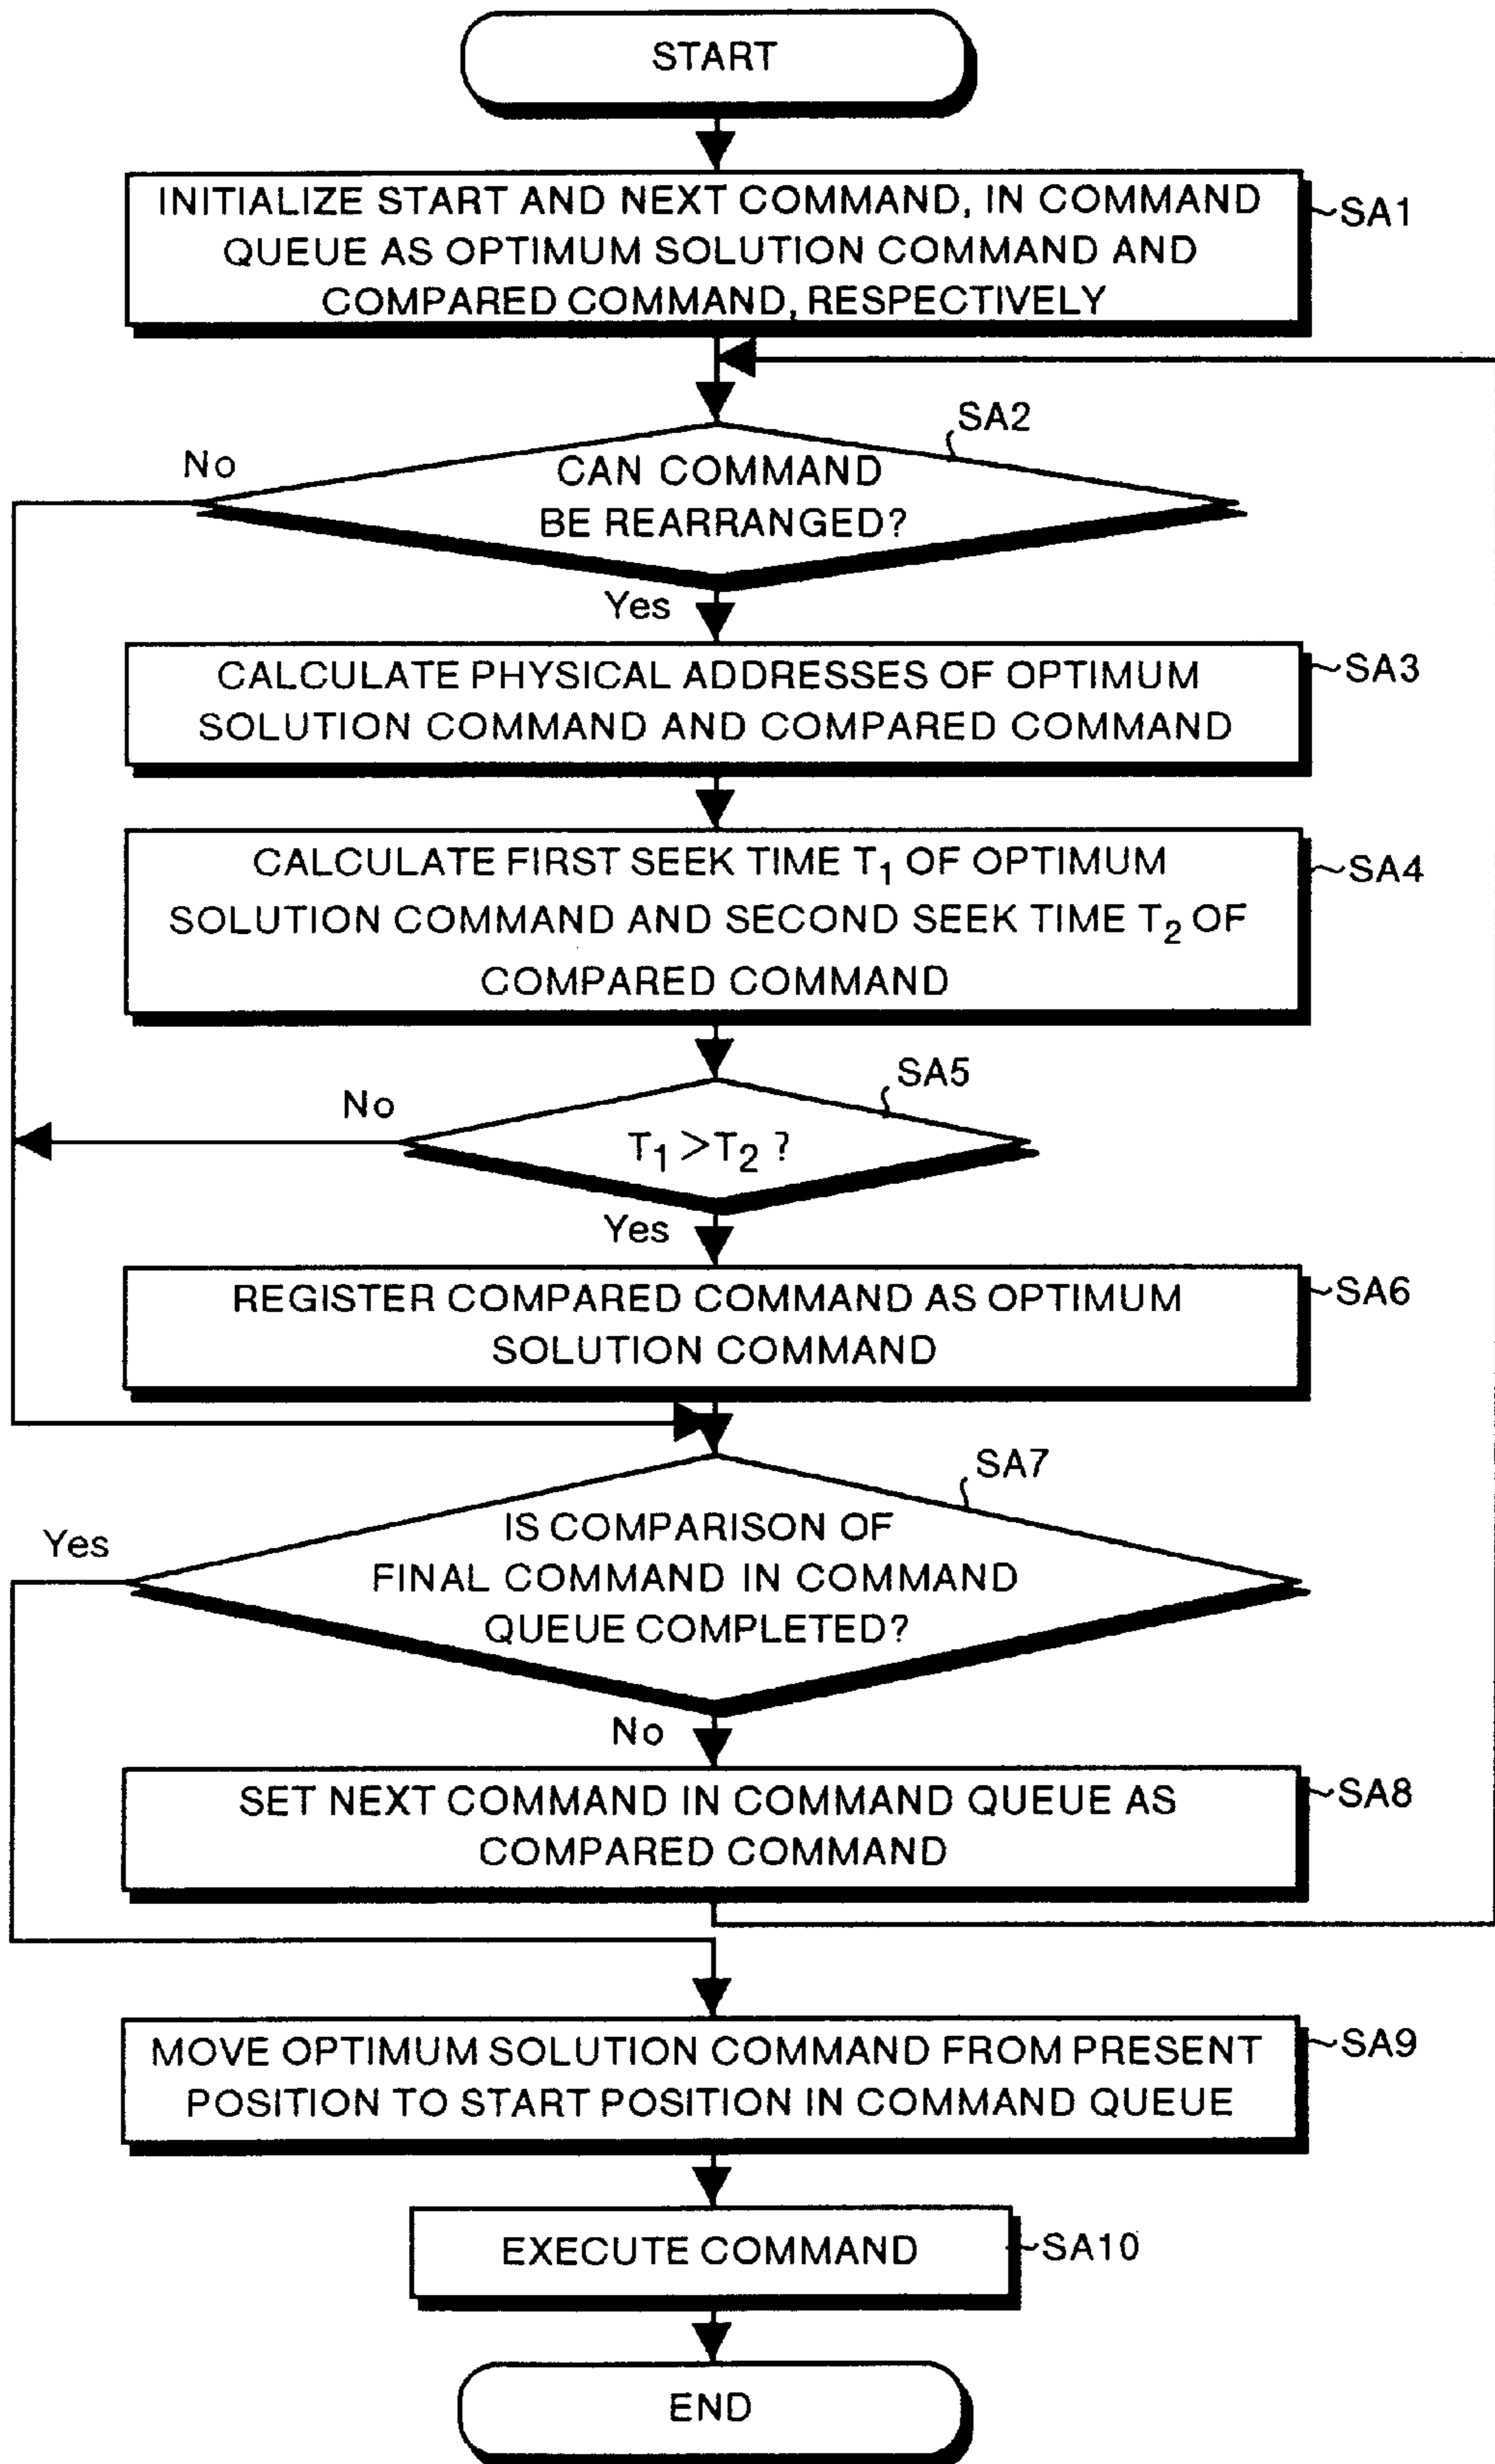 START
INITIALIZE START AND NEXT COMMAND, IN COMMAND
QUEUE AS OPTIMUM SOLUTION COMMAND AND
COMPARED COMMAND, RESPECTIVELY
SA1
SA2
No
CAN COMMAND
BE REARRANGED?
Yes
CALCULATE PHYSICAL ADDRESSES OF OPTIMUM
SOLUTION COMMAND AND COMPARED COMMAND
SA3
CALCULATE FIRST SEEK TIME T1 OF OPTIMUM
SOLUTION COMMAND AND SECOND SEEK TIME T2 OF
COMPARED COMMAND
SA4
SA5
No
T1 >T2 ?
Yes
REGISTER COMPARED COMMAND AS OPTIMUM
SOLUTION COMMAND
SA6
SA7
Yes
IS COMPARISON OF
FINAL COMMAND IN COMMAND
QUEUE COMPLETED?
No
SET NEXT COMMAND IN COMMAND QUEUE AS
COMPARED COMMAND
SA8
MOVE OPTIMUM SOLUTION COMMAND FROM PRESENT
POSITION TO START POSITION IN COMMAND QUEUE
SA9
EXECUTE COMMAND
SA10
END